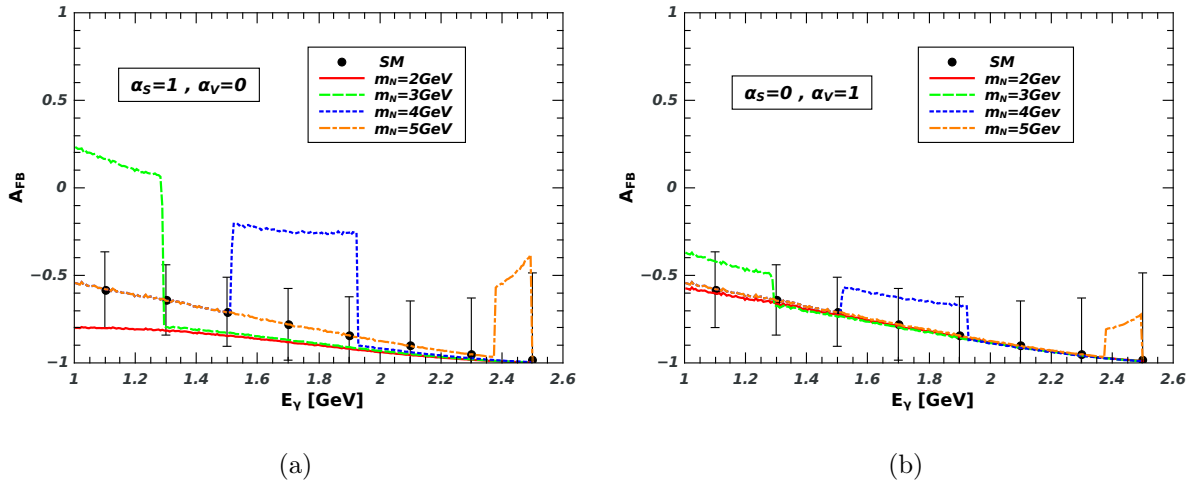 1
0.5
0
−0.5
−1
A_FB
α_S=1 , α_V=0
SM
m_N=2GeV
m_N=3GeV
m_N=4GeV
m_N=5GeV
1 1.2 1.4 1.6 1.8 2 2.2 2.4 2.6
E_γ [GeV]
(a)
1
0.5
0
−0.5
−1
A_FB
α_S=0 , α_V=1
SM
m_N=2GeV
m_N=3Gev
m_N=4GeV
m_N=5GeV
1 1.2 1.4 1.6 1.8 2 2.2 2.4 2.6
E_γ [GeV]
(b)